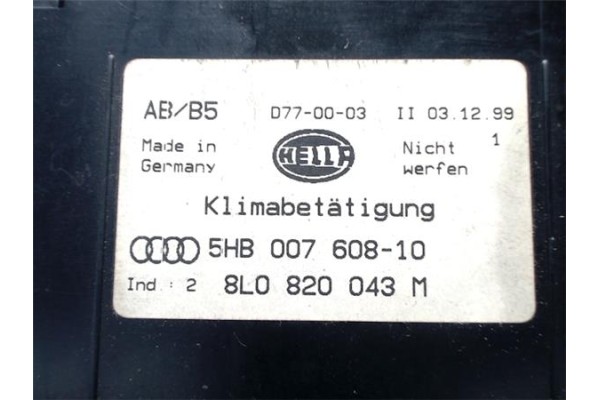 AB/B5 D77-00-03 II 03.12.99
Made in Germany
HELLA
Nicht werfen 1
Klimabetätigung
5HB 007 608-10
Ind.: 2 8L0 820 043 M